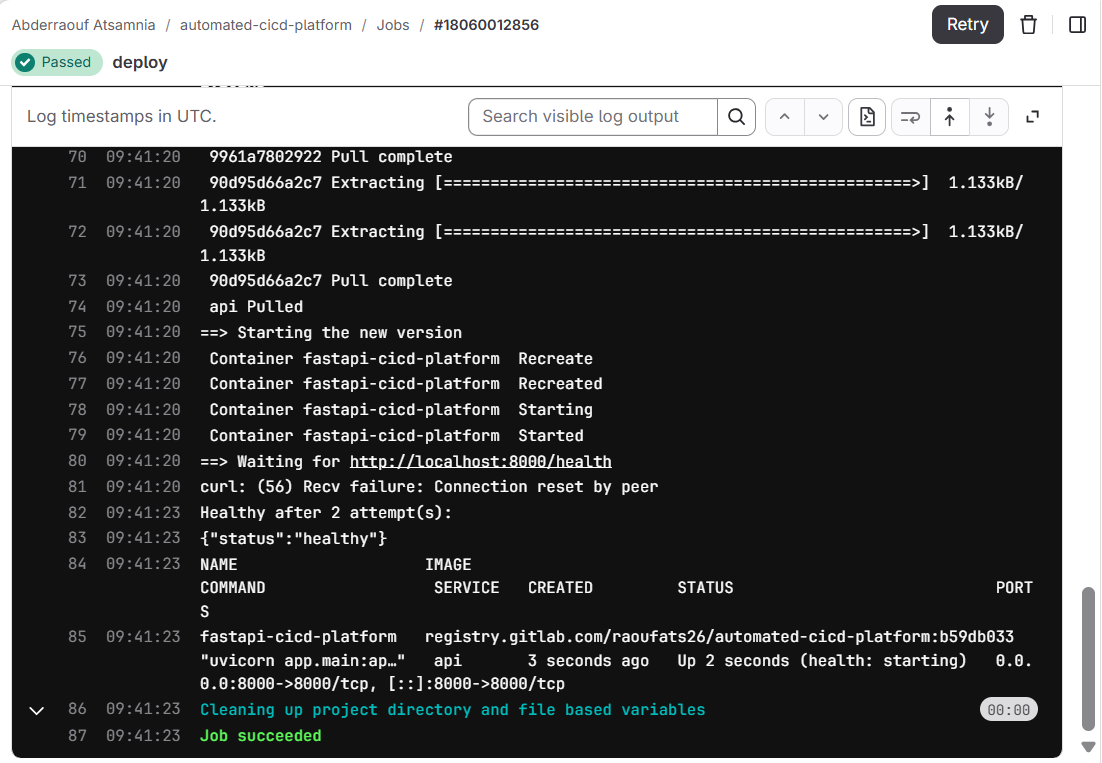 Abderraouf Atsamnia / automated-cicd-platform / Jobs / #18060012856
Retry
Passed deploy
Log timestamps in UTC.
Search visible log output
70 09:41:20 9961a7802922 Pull complete
71 09:41:20 90d95d66a2c7 Extracting [==================================================>] 1.133kB/
1.133kB
72 09:41:20 90d95d66a2c7 Extracting [==================================================>] 1.133kB/
1.133kB
73 09:41:20 90d95d66a2c7 Pull complete
74 09:41:20 api Pulled
75 09:41:20 ==> Starting the new version
76 09:41:20 Container fastapi-cicd-platform Recreate
77 09:41:20 Container fastapi-cicd-platform Recreated
78 09:41:20 Container fastapi-cicd-platform Starting
79 09:41:20 Container fastapi-cicd-platform Started
80 09:41:20 ==> Waiting for http://localhost:8000/health
81 09:41:20 curl: (56) Recv failure: Connection reset by peer
82 09:41:23 Healthy after 2 attempt(s):
83 09:41:23 {"status":"healthy"}
84 09:41:23 NAME IMAGE
COMMAND SERVICE CREATED STATUS PORT
S
85 09:41:23 fastapi-cicd-platform registry.gitlab.com/raoufats26/automated-cicd-platform:b59db033
"uvicorn app.main:ap…" api 3 seconds ago Up 2 seconds (health: starting) 0.0.
0.0:8000->8000/tcp, [::]:8000->8000/tcp
86 09:41:23 Cleaning up project directory and file based variables 00:00
87 09:41:23 Job succeeded